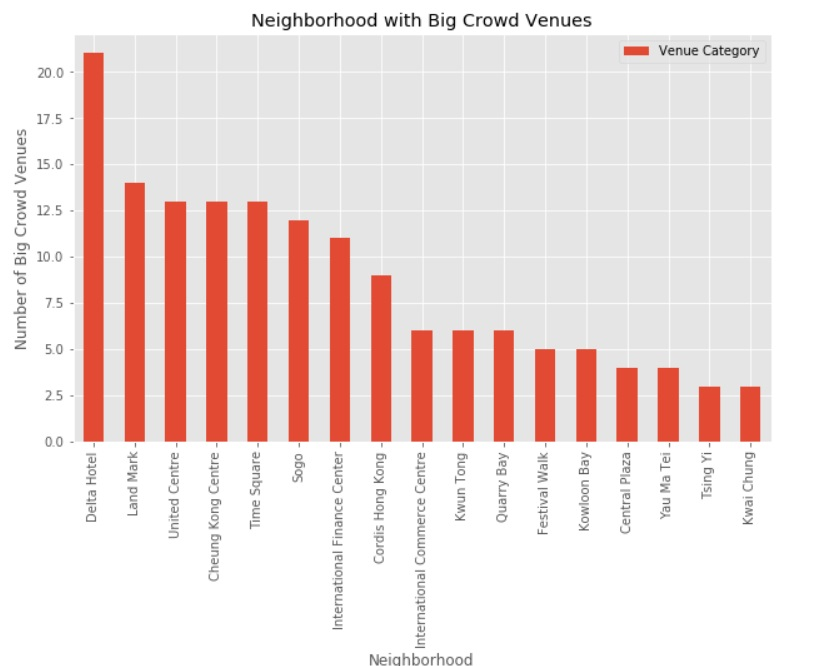 Neighborhood with Big Crowd Venues
Venue Category
Number of Big Crowd Venues
20.0
17.5
15.0
12.5
10.0
7.5
5.0
2.5
0.0
Delta Hotel
Land Mark
United Centre
Cheung Kong Centre
Time Square
Sogo
International Finance Center
Cordis Hong Kong
International Commerce Centre
Kwun Tong
Quarry Bay
Festival Walk
Kowloon Bay
Central Plaza
Yau Ma Tei
Tsing Yi
Kwai Chung
Neighborhood